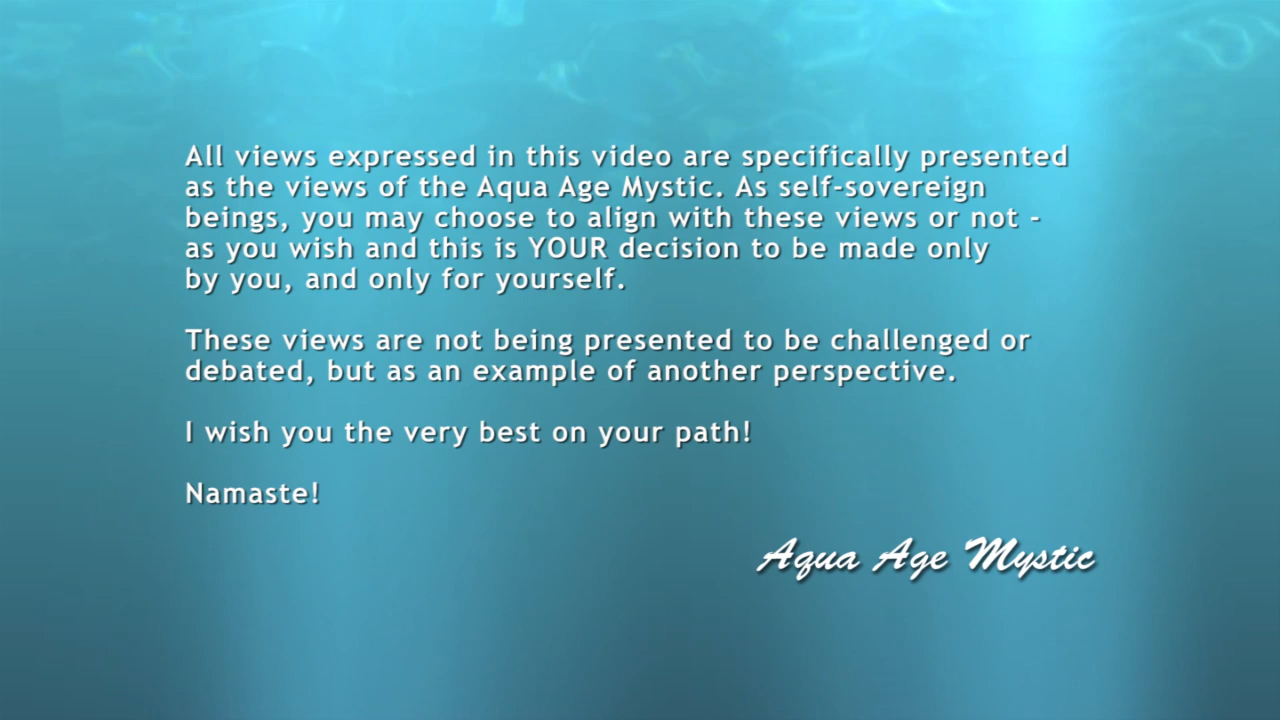 All views expressed in this video are specifically presented
as the views of the Aqua Age Mystic. As self-sovereign
beings, you may choose to align with these views or not -
as you wish and this is YOUR decision to be made only
by you, and only for yourself.
These views are not being presented to be challenged or
debated, but as an example of another perspective.
I wish you the very best on your path!
Namaste!
Aqua Age Mystic